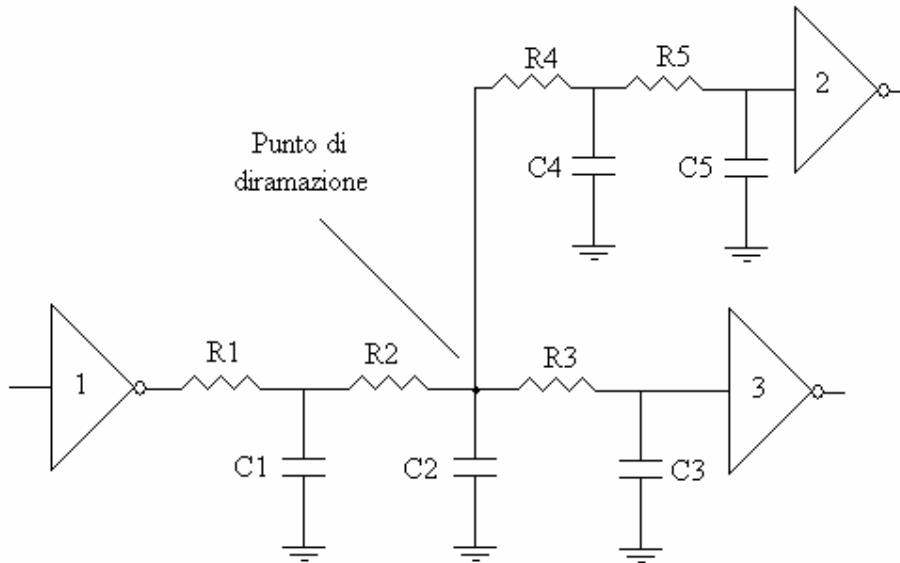 R4
R5
2
Punto di
diramazione
C4
C5
R1
R2
R3
1
3
C1
C2
C3